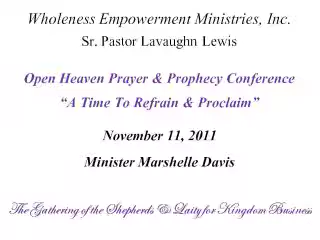 Wholeness Empowerment Ministries, Inc.
Sr. Pastor Lavaughn Lewis
Open Heaven Prayer & Prophecy Conference
“A Time To Refrain & Proclaim”
November 11, 2011
Minister Marshelle Davis
The Gathering of the Shepherds & Laity for Kingdom Business